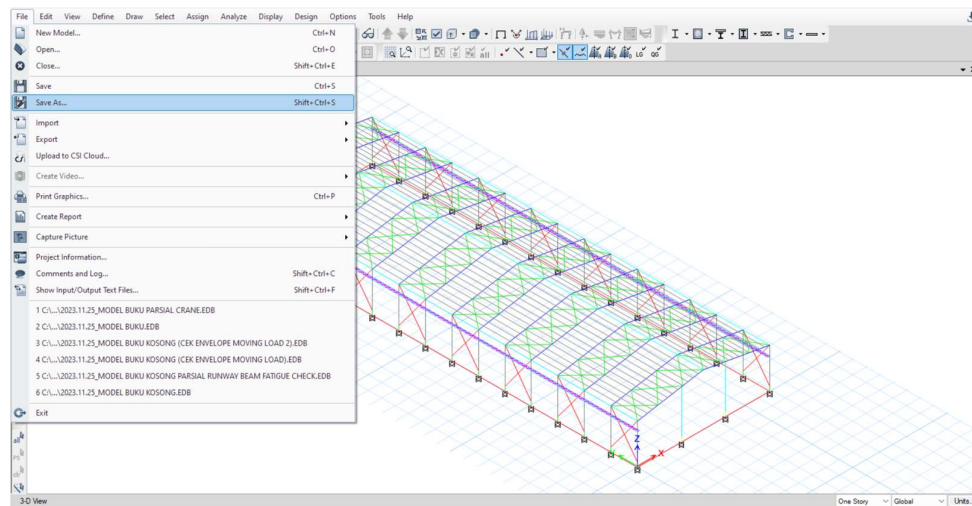 File Edit View Define Draw Select Assign Analyze Display Design Options Tools Help
New Model... Ctrl+N
Open... Ctrl+O
Close... Shift+Ctrl+E
Save Ctrl+S
Save As... Shift+Ctrl+S
Import
Export
Upload to CSI Cloud...
Create Video...
Print Graphics... Ctrl+P
Create Report
Capture Picture
Project Information...
Comments and Log... Shift+Ctrl+C
Show Input/Output Text Files... Shift+Ctrl+F
1 C:\...\2023.11.25_MODEL BUKU PARSIAL CRANE.EDB
2 C:\...\2023.11.25_MODEL BUKU.EDB
3 C:\...\2023.11.25_MODEL BUKU KOSONG (CEK ENVELOPE MOVING LOAD 2).EDB
4 C:\...\2023.11.25_MODEL BUKU KOSONG (CEK ENVELOPE MOVING LOAD).EDB
5 C:\...\2023.11.25_MODEL BUKU KOSONG PARSIAL RUNWAY BEAM FATIGUE CHECK.EDB
6 C:\...\2023.11.25_MODEL BUKU KOSONG.EDB
Exit
all
LG QG
Z
X
all
3-D View One Story Global Units...